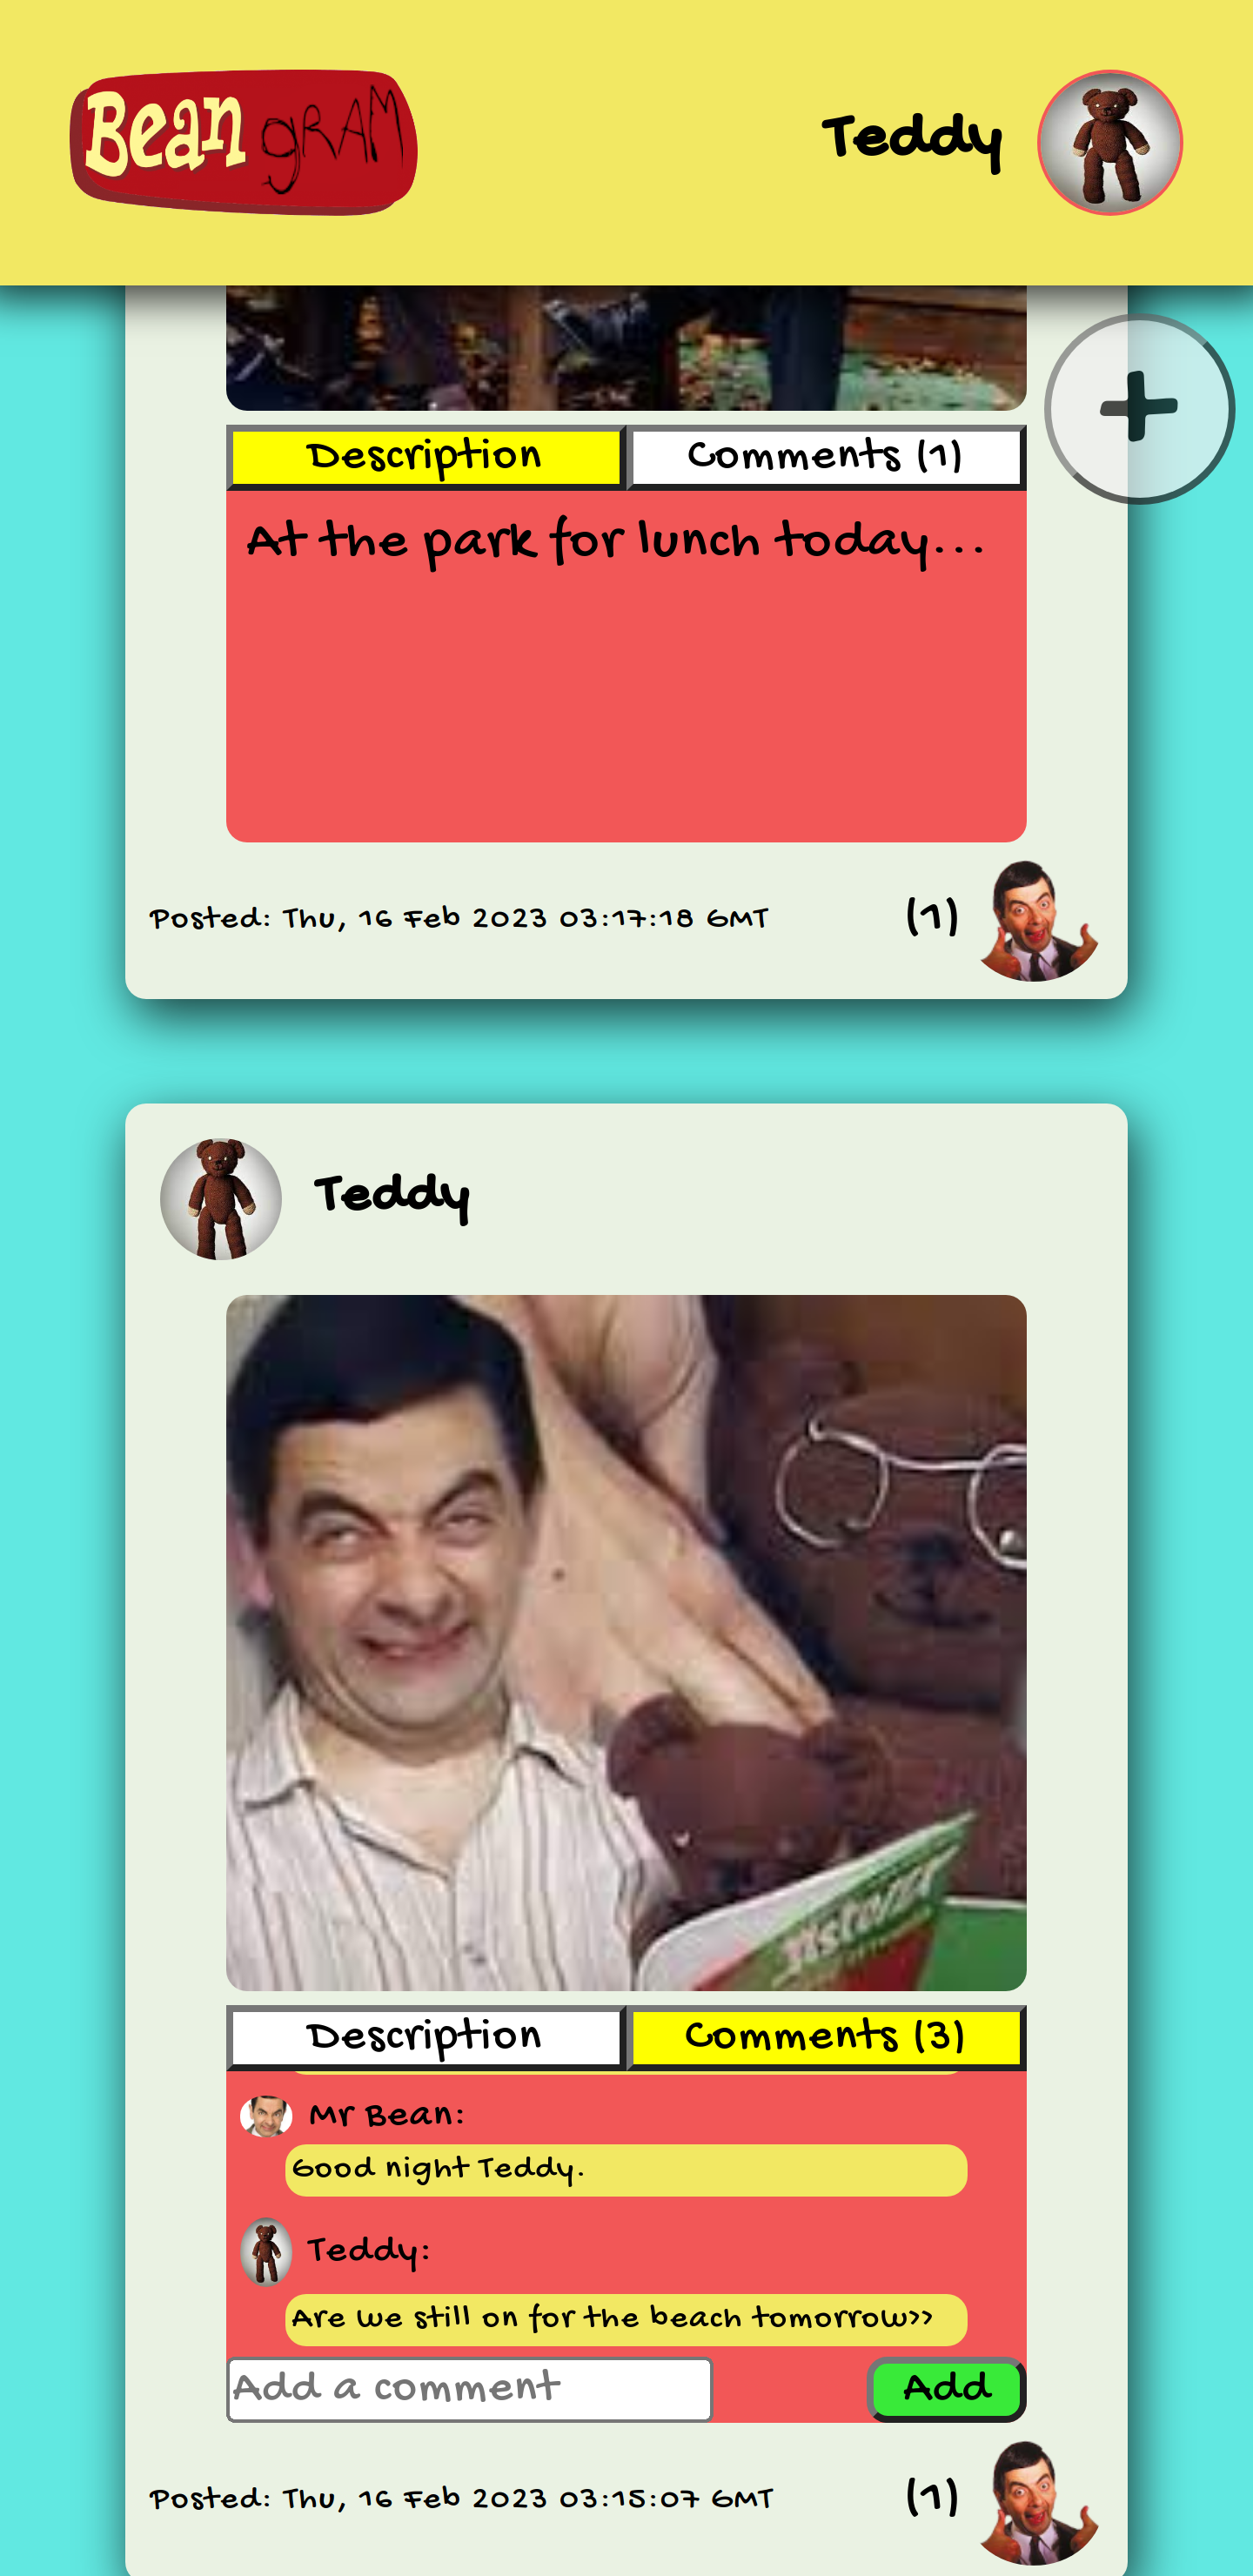 Bean gRAM
Teddy
+
Description
Comments (1)
At the park for lunch today...
Posted: Thu, 16 Feb 2023 03:17:18 GMT
(1)
Teddy
Asterix
Description
Comments (3)
Mr Bean:
Good night Teddy.
Teddy:
Are we still on for the beach tomorrow>>
Add a comment
Add
Posted: Thu, 16 Feb 2023 03:15:07 GMT
(1)